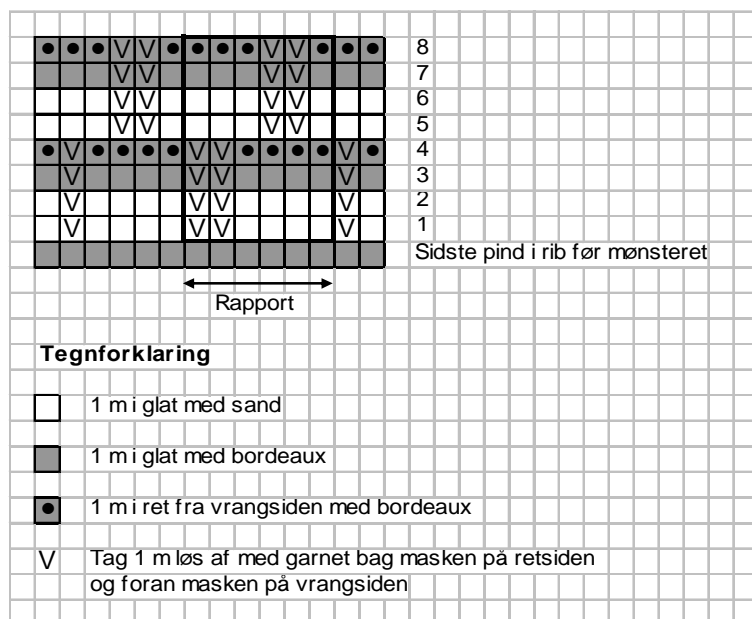 ● ● ● V V ● ● ● ● V V ● ● ● 8
V V V V 7
V V V V 6
V V V V 5
● V ● ● ● ● V V ● ● ● ● V ● 4
V V V V 3
V V V V 2
V V V V 1
Sidste pind i rib før mønsteret
Rapport
Tegnforklaring
1 m i glat med sand
1 m i glat med bordeaux
● 1 m i ret fra vrangsiden med bordeaux
V Tag 1 m løs af med garnet bag masken på retsiden
og foran masken på vrangsiden